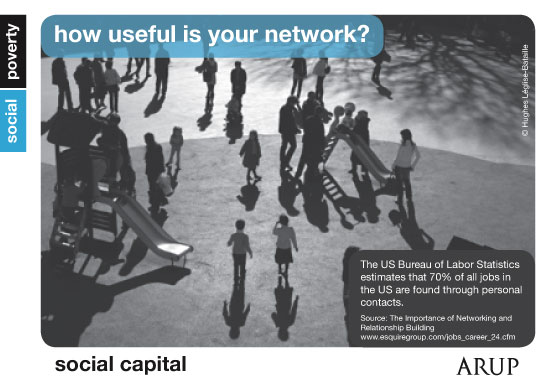 poverty
social
how useful is your network?
© Hughes Léglise-Bataille
The US Bureau of Labor Statistics
estimates that 70% of all jobs in
the US are found through personal
contacts.
Source: The Importance of Networking and
Relationship Building
www.esquiregroup.com/jobs_career_24.cfm
social capital
ARUP